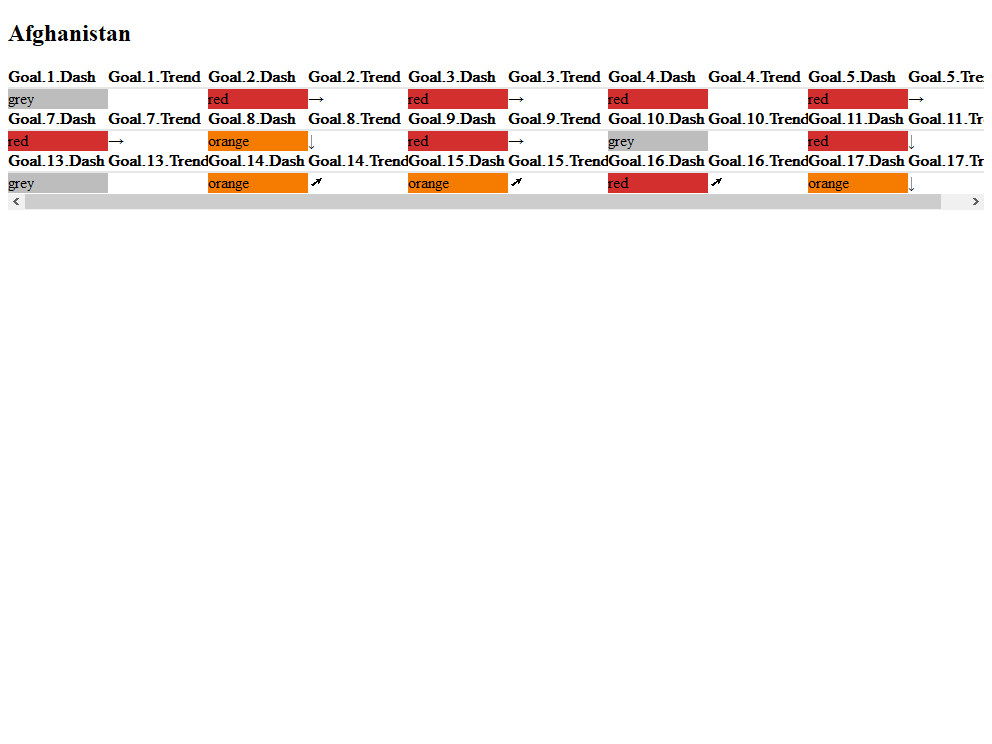 Afghanistan
Goal.1.Dash Goal.1.Trend Goal.2.Dash Goal.2.Trend Goal.3.Dash Goal.3.Trend Goal.4.Dash Goal.4.Trend Goal.5.Dash Goal.5.Tre
grey red → red → red red →
Goal.7.Dash Goal.7.Trend Goal.8.Dash Goal.8.Trend Goal.9.Dash Goal.9.Trend Goal.10.Dash Goal.10.Trend Goal.11.Dash Goal.11.Tr
red → orange ↓ red → grey red ↓
Goal.13.Dash Goal.13.Trend Goal.14.Dash Goal.14.Trend Goal.15.Dash Goal.15.Trend Goal.16.Dash Goal.16.Trend Goal.17.Dash Goal.17.Tr
grey orange ↗ orange ↗ red ↗ orange ↓